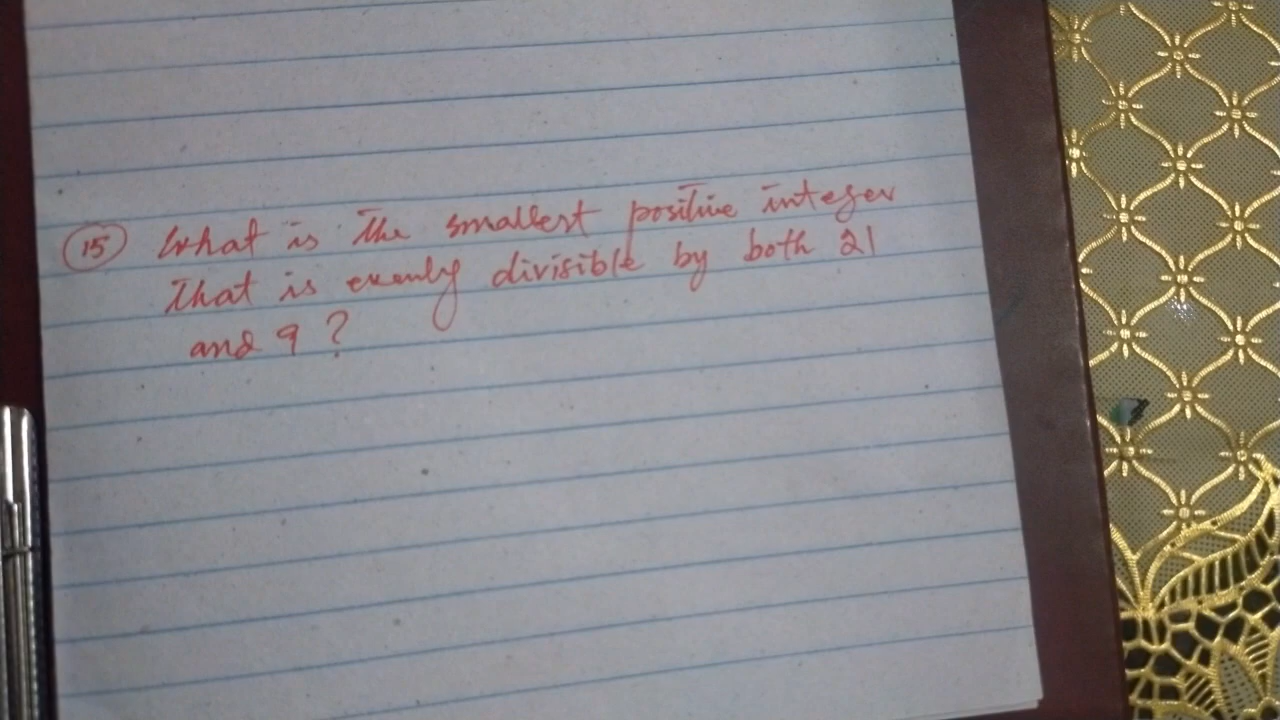 15 What is the smallest positive integer
that is evenly divisible by both 21
and 9 ?